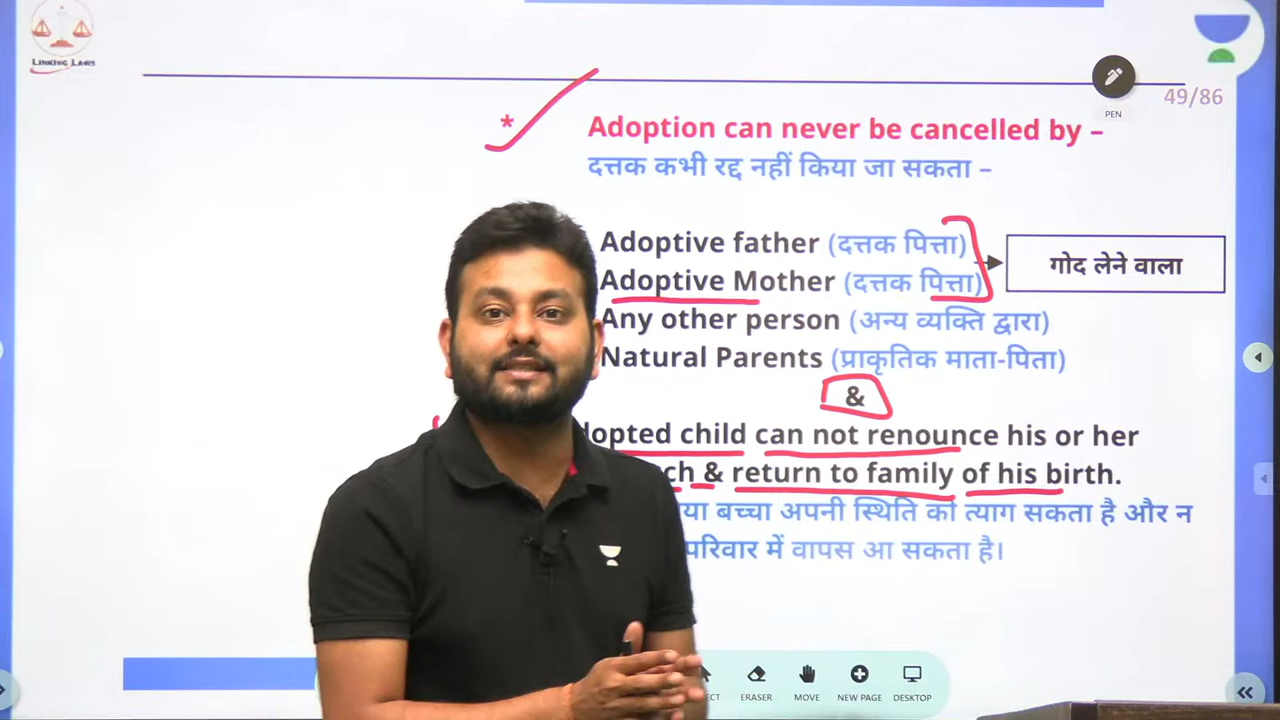 LINKING LAWS
PEN
49/86
* Adoption can never be cancelled by –
दत्तक कभी रद्द नहीं किया जा सकता –
Adoptive father (दत्तक पित्ता)
गोद लेने वाला
Adoptive Mother (दत्तक पित्ता)
Any other person (अन्य व्यक्ति द्वारा)
Natural Parents (प्राकृतिक माता-पिता)
&
dopted child can not renounce his or her
ch & return to family of his birth.
या बच्चा अपनी स्थिति को त्याग सकता है और न
परिवार में वापस आ सकता है।
ECT ERASER MOVE NEW PAGE DESKTOP